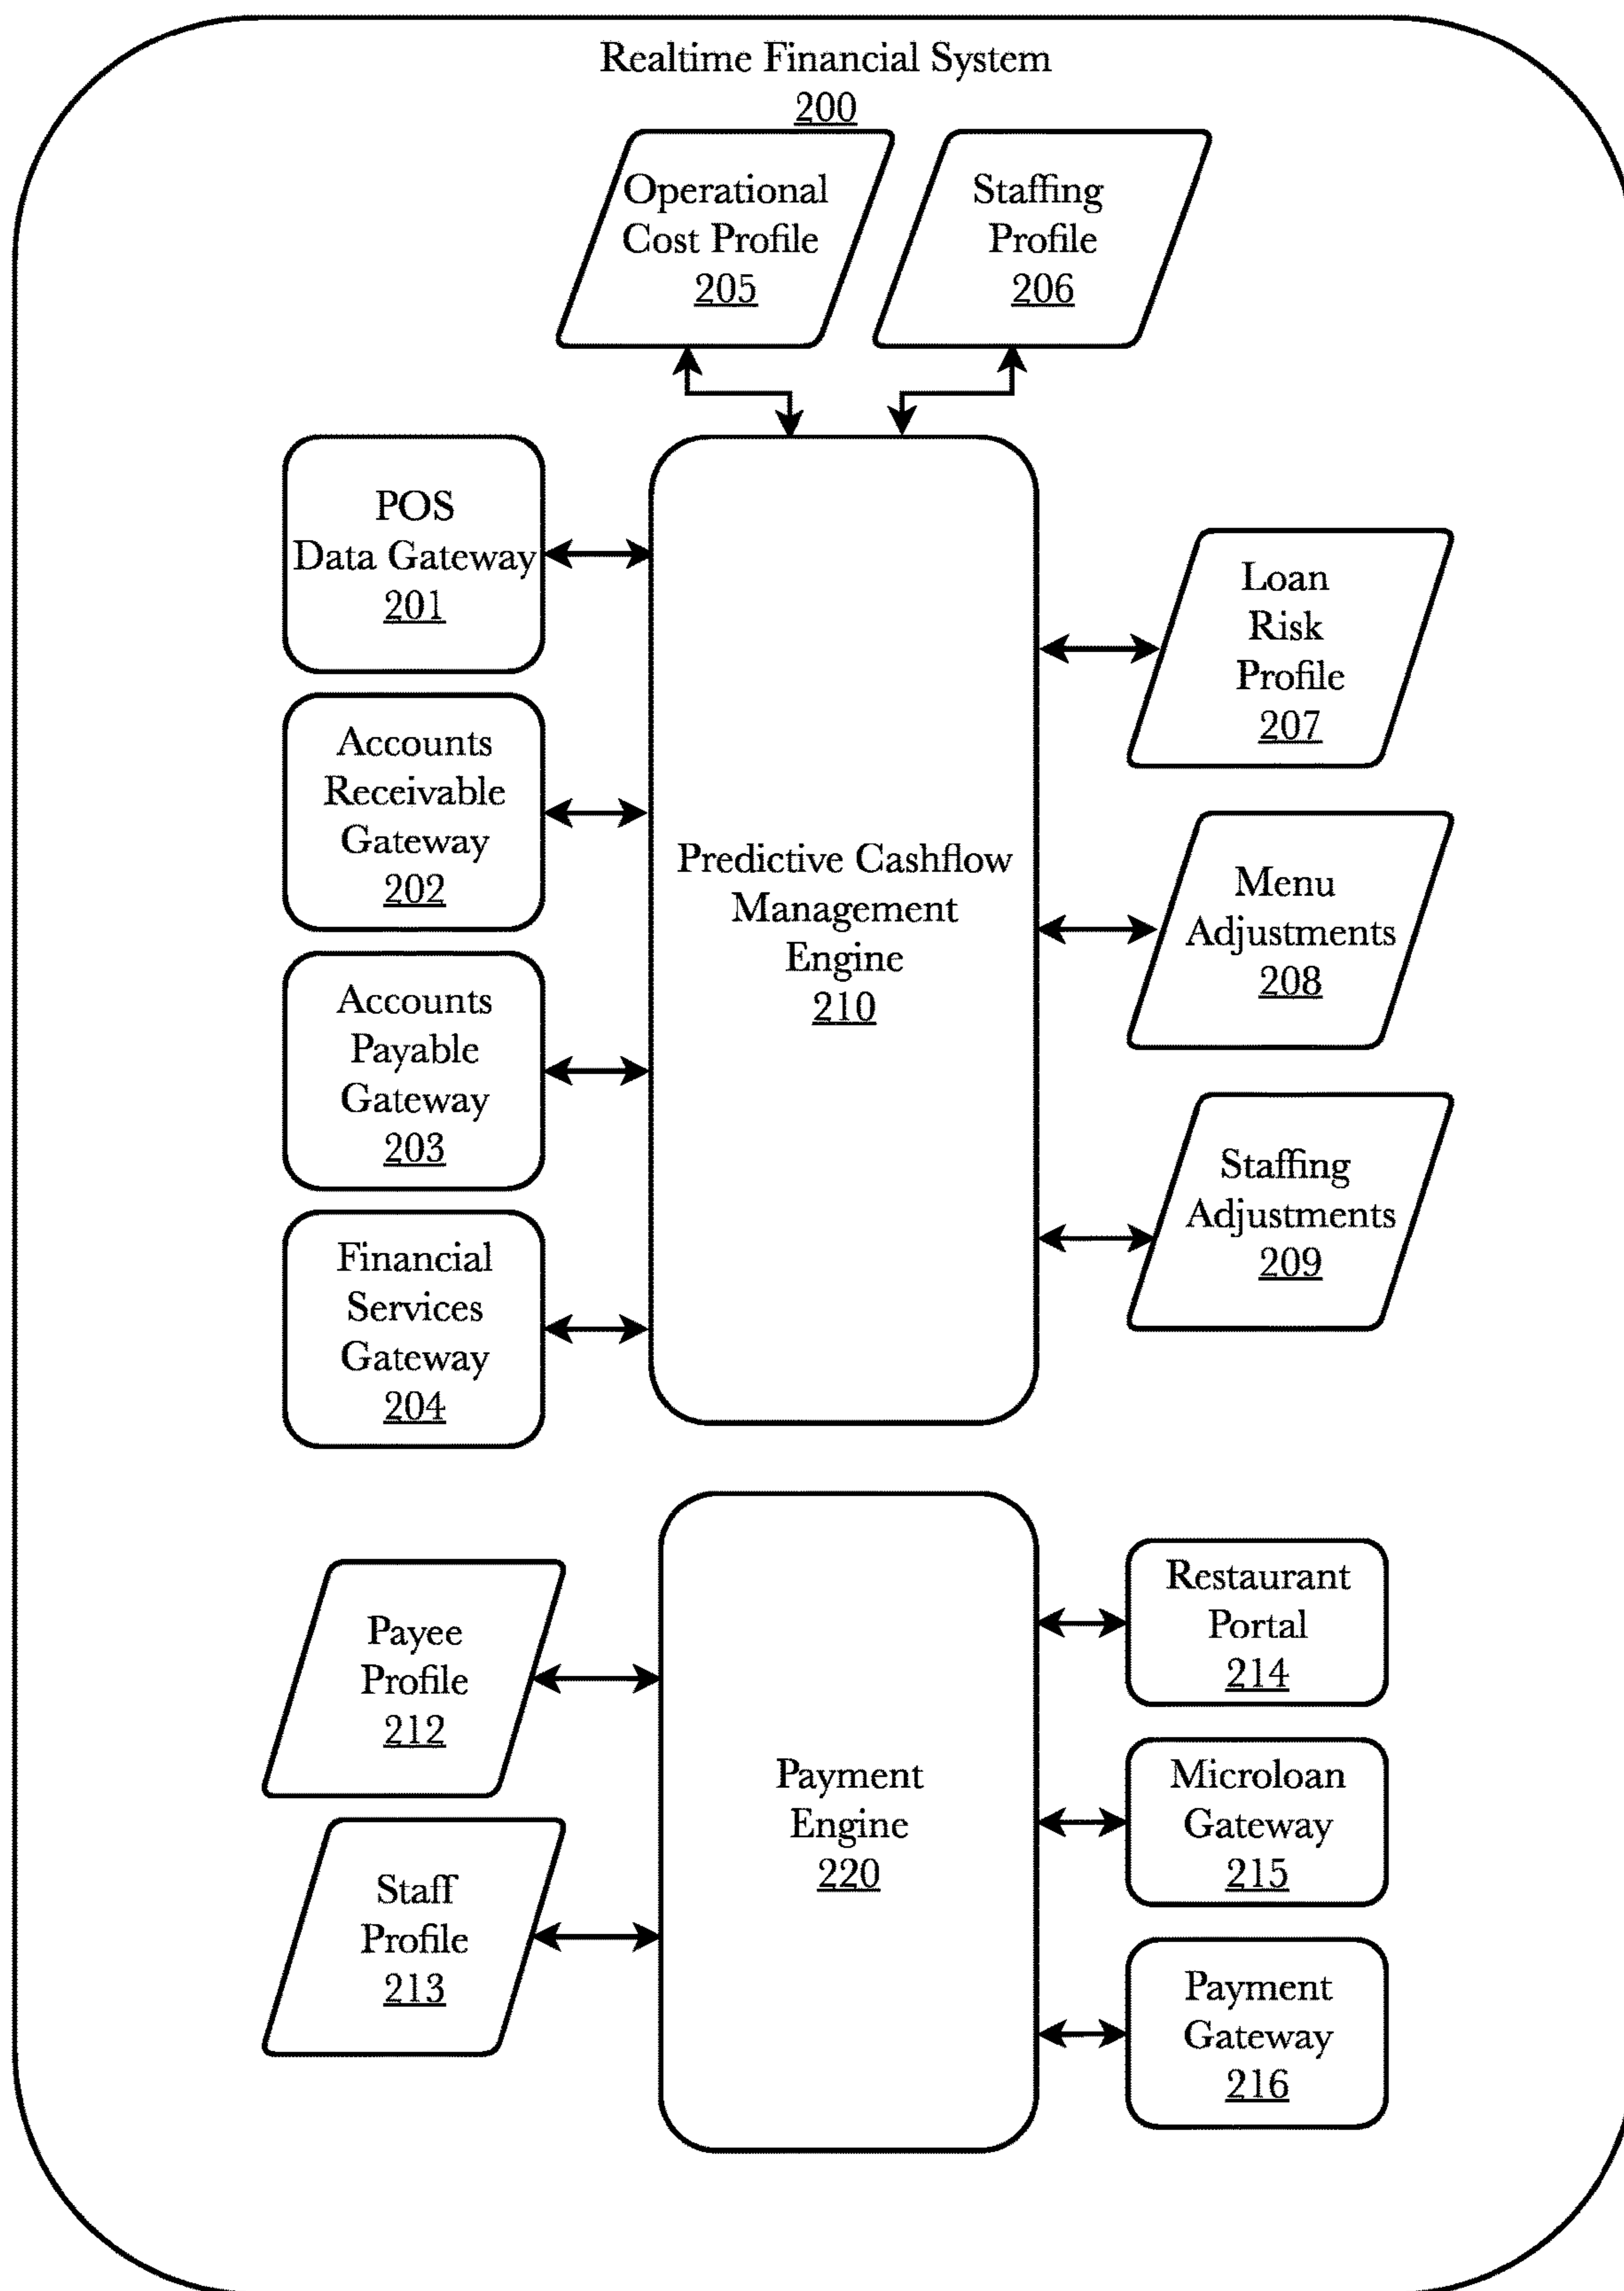 Realtime Financial System
200
Operational
Cost Profile
205
Staffing
Profile
206
POS
Data Gateway
201
Accounts
Receivable
Gateway
202
Accounts
Payable
Gateway
203
Financial
Services
Gateway
204
Predictive Cashflow
Management
Engine
210
Loan
Risk
Profile
207
Menu
Adjustments
208
Staffing
Adjustments
209
Payee
Profile
212
Staff
Profile
213
Payment
Engine
220
Restaurant
Portal
214
Microloan
Gateway
215
Payment
Gateway
216